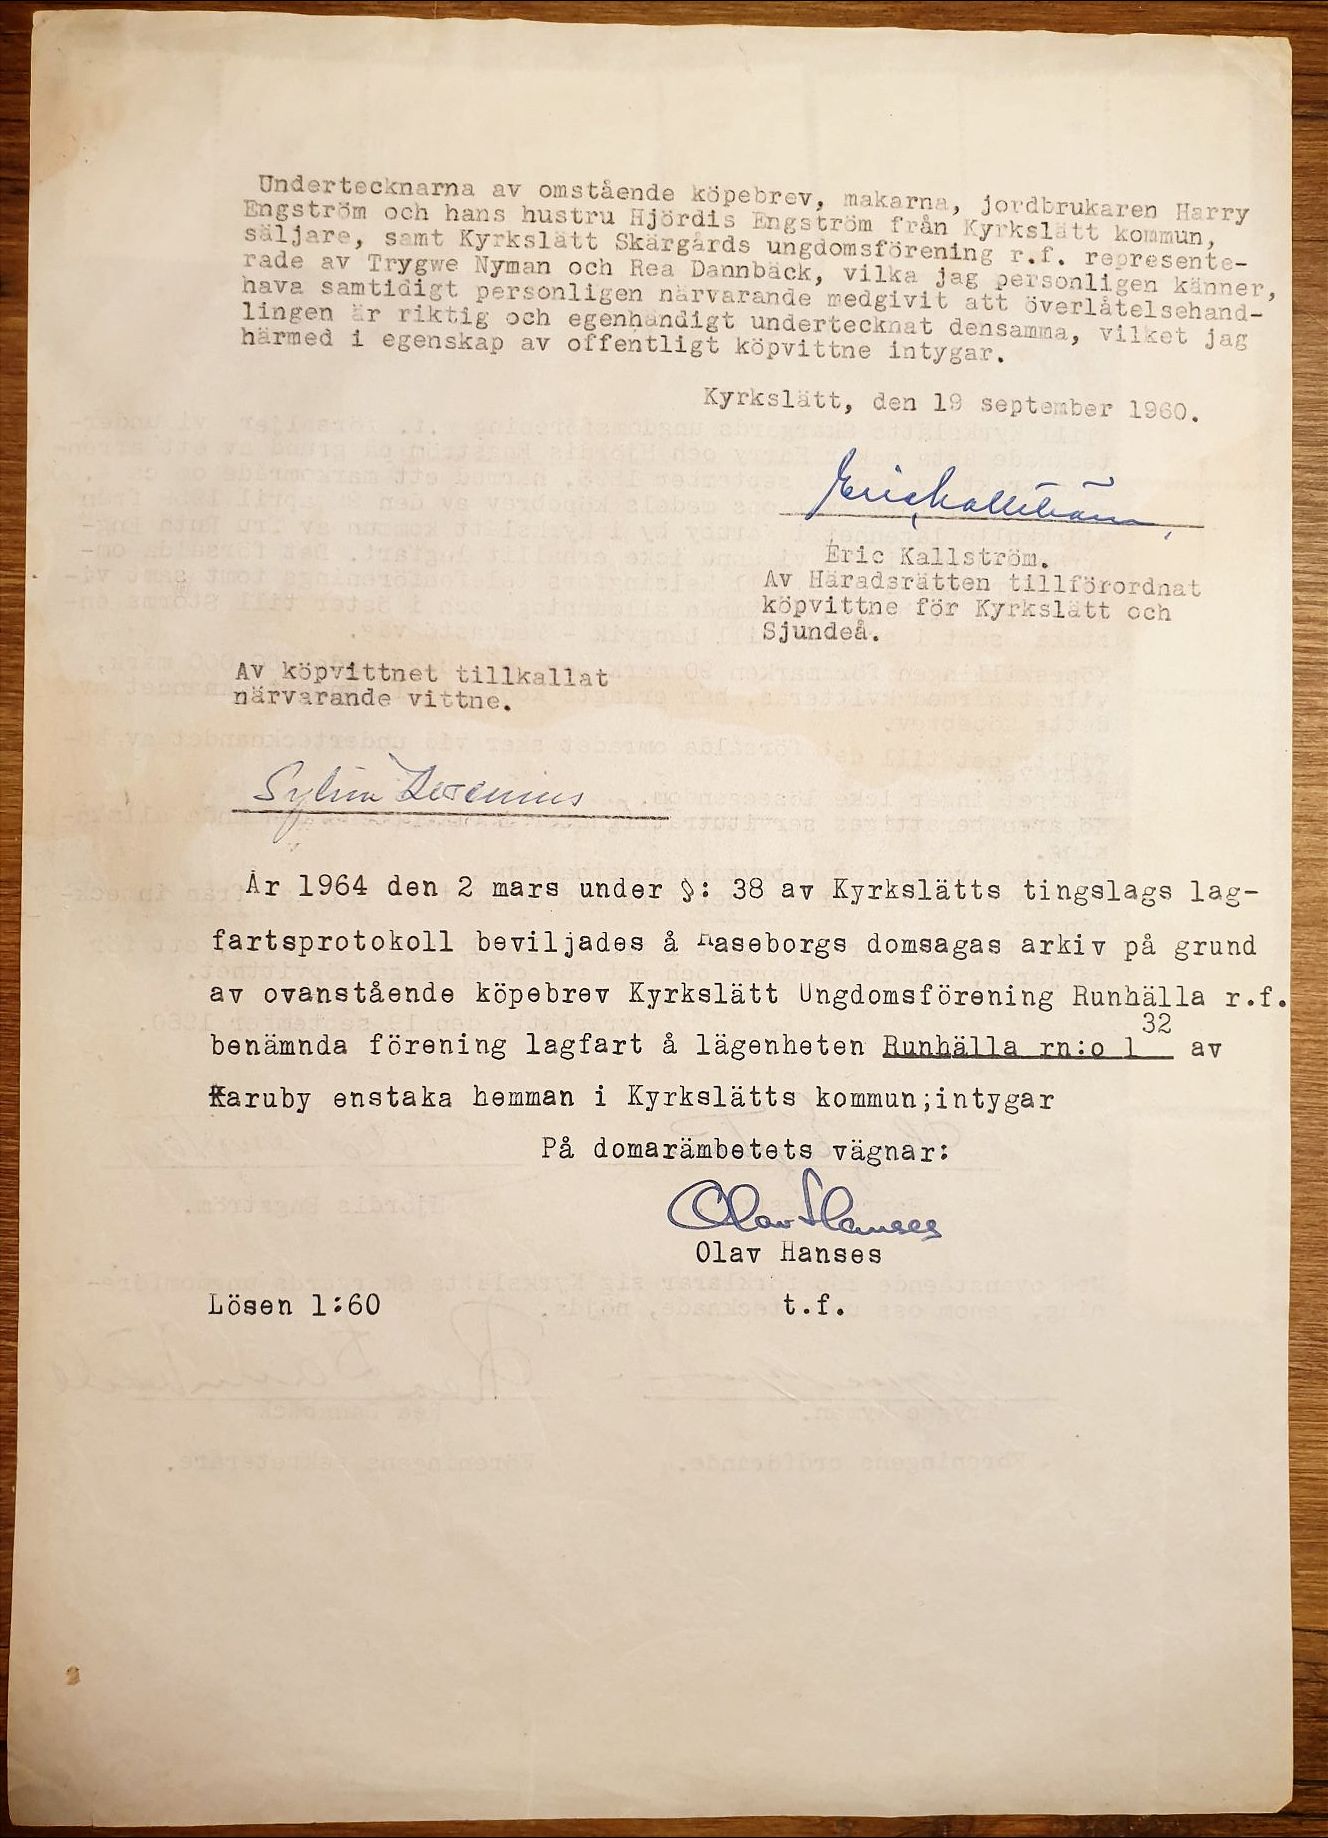 Undertecknarna av omstående köpebrev, makarna, jordbrukaren Harry
Engström och hans hustru Hjördis Engström från Kyrkslätt kommun,
säljare, samt Kyrkslätt Skärgårds ungdomsförening r.f. represente-
rade av Trygwe Nyman och Rea Dannbäck, vilka jag personligen känner,
hava samtidigt personligen närvarande medgivit att överlåtelsehand-
lingen är riktig och egenhändigt undertecknat densamma, vilket jag
härmed i egenskap av offentligt köpvittne intygar.
Kyrkslätt, den 19 september 1960.
Eric Kallström
Eric Kallström.
Av Häradsrätten tillförordnat
köpvittne för Kyrkslätt och
Sjundeå.
Av köpvittnet tillkallat
närvarande vittne.
År 1964 den 2 mars under §: 38 av Kyrkslätts tingslags lag-
fartsprotokoll beviljades å Raseborgs domsagas arkiv på grund
av ovanstående köpebrev Kyrkslätt Ungdomsförening Runhälla r.f.
benämnda förening lagfart å lägenheten Runhälla rn:o 1 32 av
Karuby enstaka hemman i Kyrkslätts kommun;intygar
På domarämbetets vägnar:
Olav Hanses
Olav Hanses
Lösen 1:60 t.f.